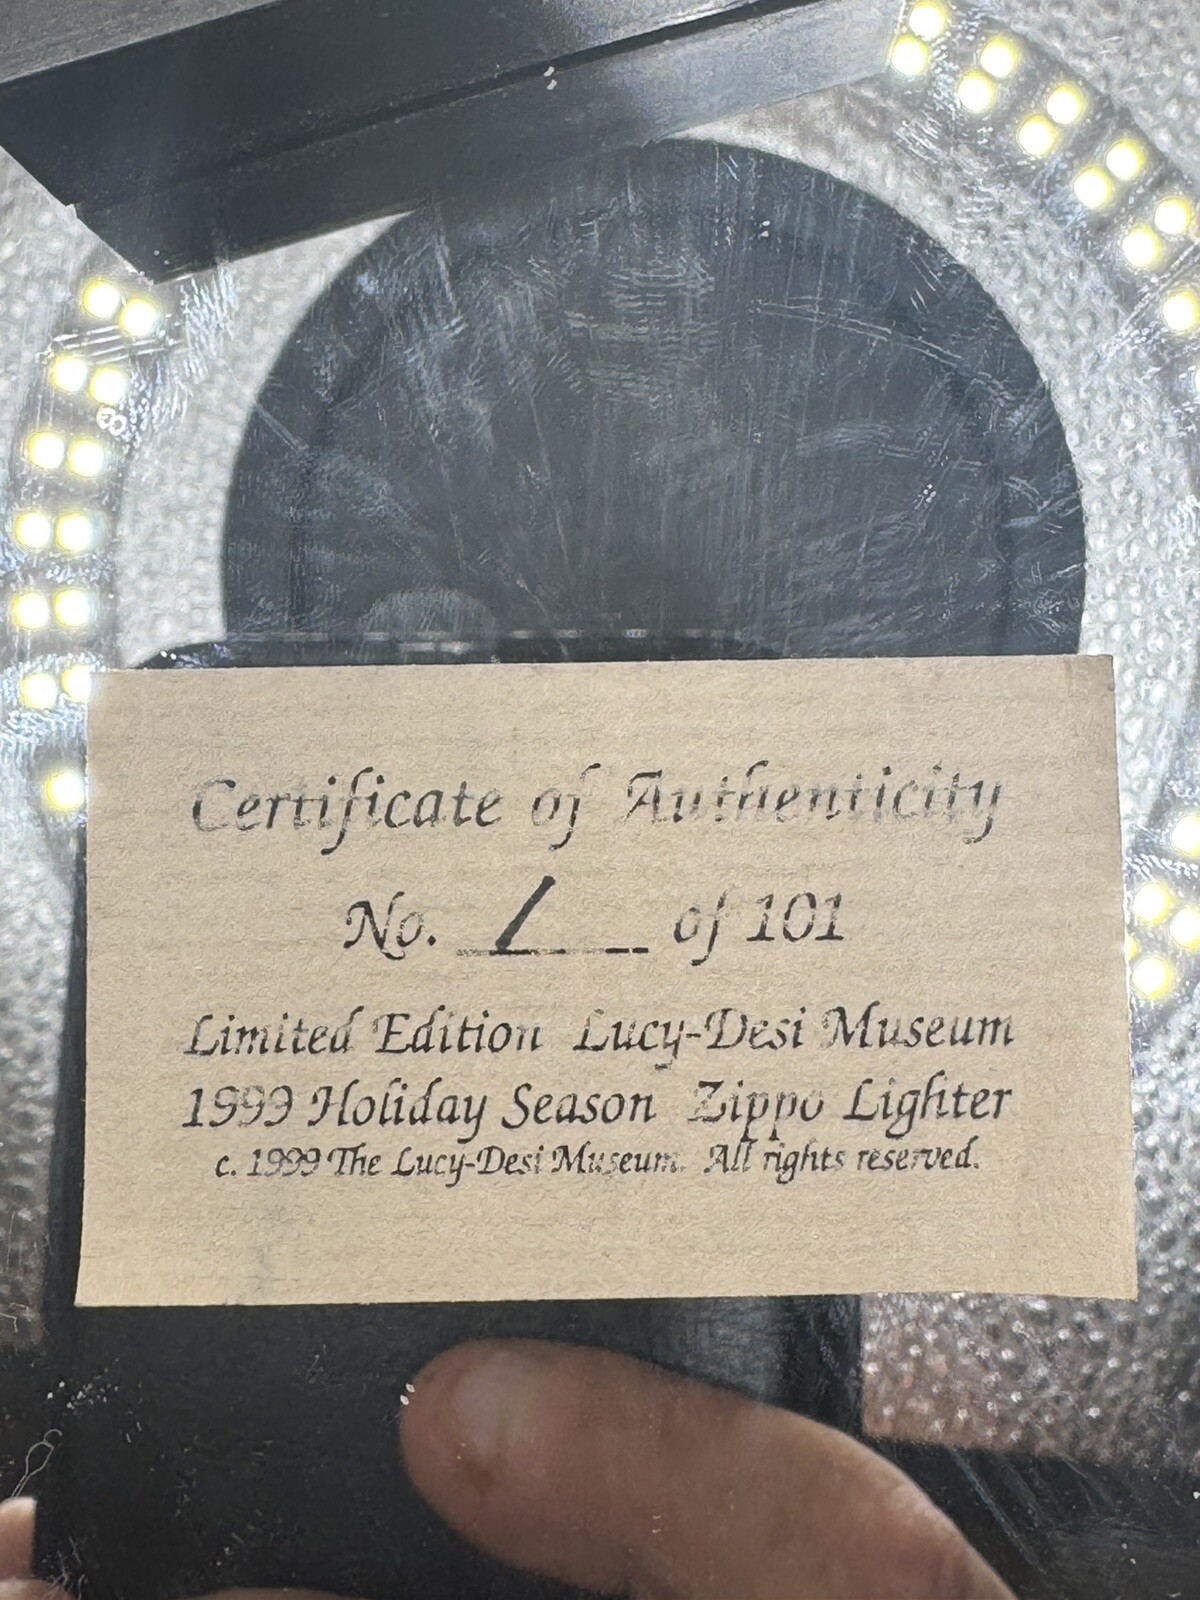 Certificate of Authenticity
No. 1 of 101
Limited Edition Lucy-Desi Museum
1999 Holiday Season Zippo Lighter
c. 1999 The Lucy-Desi Museum. All rights reserved.